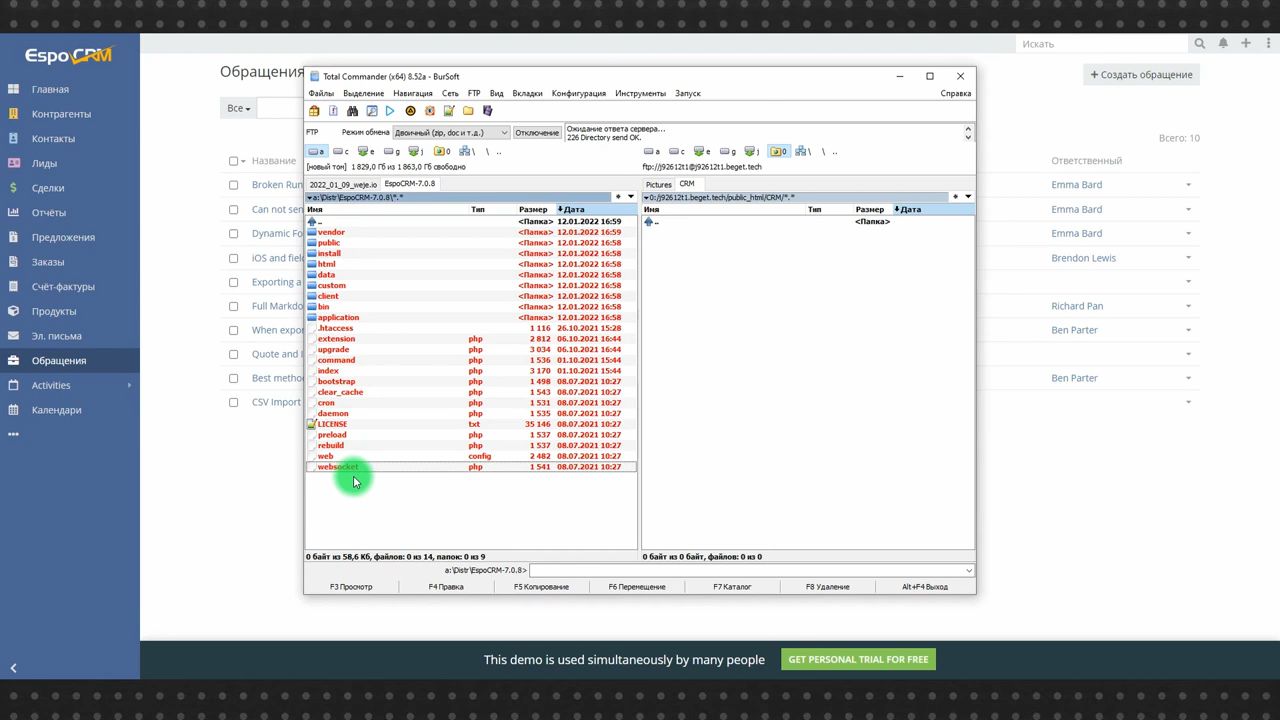 EspoCRM
Искать
Главная
Контрагенты
Контакты
Лиды
Сделки
Отчёты
Предложения
Заказы
Счёт-фактуры
Продукты
Эл. письма
Обращения
Activities
Календари
Обращения
+ Создать обращение
Все
Всего: 10
Название
Ответственный
Broken Run
Emma Bard
Can not sen
Emma Bard
Dynamic Fo
Emma Bard
iOS and field
Brendon Lewis
Exporting a
Full Markdo
Richard Pan
When expor
Ben Parter
Quote and I
Best metho
Ben Parter
CSV Import
Total Commander (x64) 8.52a - BurSoft
Файлы Выделение Навигация Сеть FTP Вид Вкладки Конфигурация Инструменты Запуск Справка
FTP Режим обмена Двоичный (zip, doc и т.д.) Отключение
Ожидание ответа сервера...
226 Directory send OK.
a c e g j 0 \ ..
a c e g j 0 \ ..
[новый том] 1 829,0 Гб из 1 863,0 Гб свободно
ftp://j92612t1@j92612t1.beget.tech
2022_01_09_weje.io EspoCRM-7.0.8
Pictures CRM
a:\Distr\EspoCRM-7.0.8\*.*
0:/j92612t1.beget.tech/public_html/CRM/*.*
Имя Тип Размер Дата
Имя Тип Размер Дата
.. <Папка> 12.01.2022 16:59
.. <Папка>
vendor <Папка> 12.01.2022 16:59
public <Папка> 12.01.2022 16:58
install <Папка> 12.01.2022 16:58
html <Папка> 12.01.2022 16:58
data <Папка> 12.01.2022 16:58
custom <Папка> 12.01.2022 16:58
client <Папка> 12.01.2022 16:58
bin <Папка> 12.01.2022 16:58
application <Папка> 12.01.2022 16:58
.htaccess 1 116 26.10.2021 15:28
extension php 2 812 06.10.2021 16:44
upgrade php 3 034 06.10.2021 16:44
command php 1 536 01.10.2021 15:44
index php 3 170 01.10.2021 15:44
bootstrap php 1 498 08.07.2021 10:27
clear_cache php 1 543 08.07.2021 10:27
cron php 1 531 08.07.2021 10:27
daemon php 1 535 08.07.2021 10:27
LICENSE txt 35 146 08.07.2021 10:27
preload php 1 537 08.07.2021 10:27
rebuild php 1 537 08.07.2021 10:27
web config 2 482 08.07.2021 10:27
websocket php 1 541 08.07.2021 10:27
0 байт из 58,6 Кб, файлов: 0 из 14, папок: 0 из 9
0 байт из 0 байт, файлов: 0 из 0
a:\Distr\EspoCRM-7.0.8>
F3 Просмотр F4 Правка F5 Копирование F6 Перемещение F7 Каталог F8 Удаление Alt+F4 Выход
This demo is used simultaneously by many people
GET PERSONAL TRIAL FOR FREE